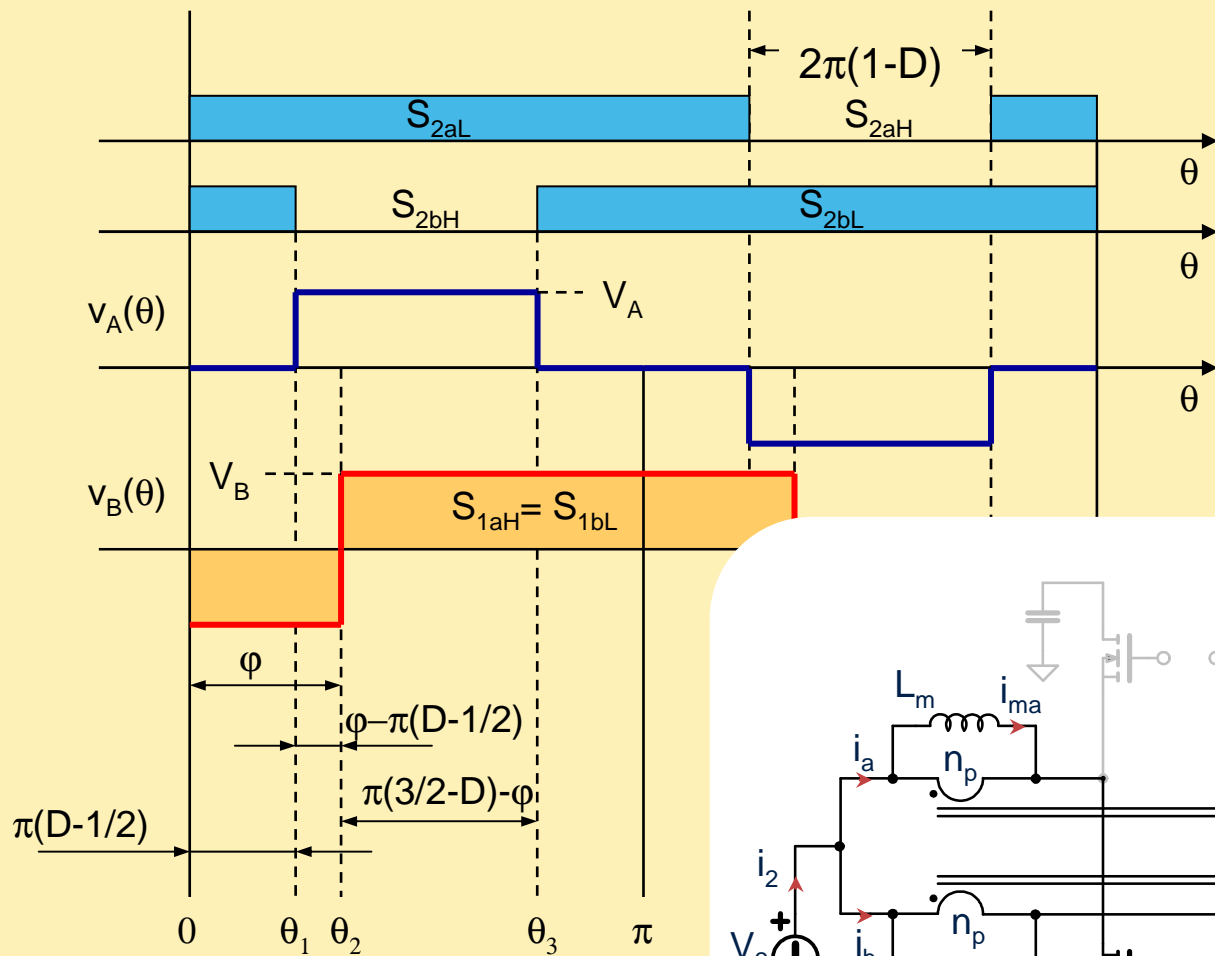 2π(1-D)
S2aL
S2aH
θ
S2bH
S2bL
θ
vA(θ)
VA
θ
vB(θ)
VB
S1aH= S1bL
φ
φ−π(D-1/2)
π(3/2-D)-φ
π(D-1/2)
0 θ1 θ2 θ3 π
Lm
ima
ia
np
i2
+
np